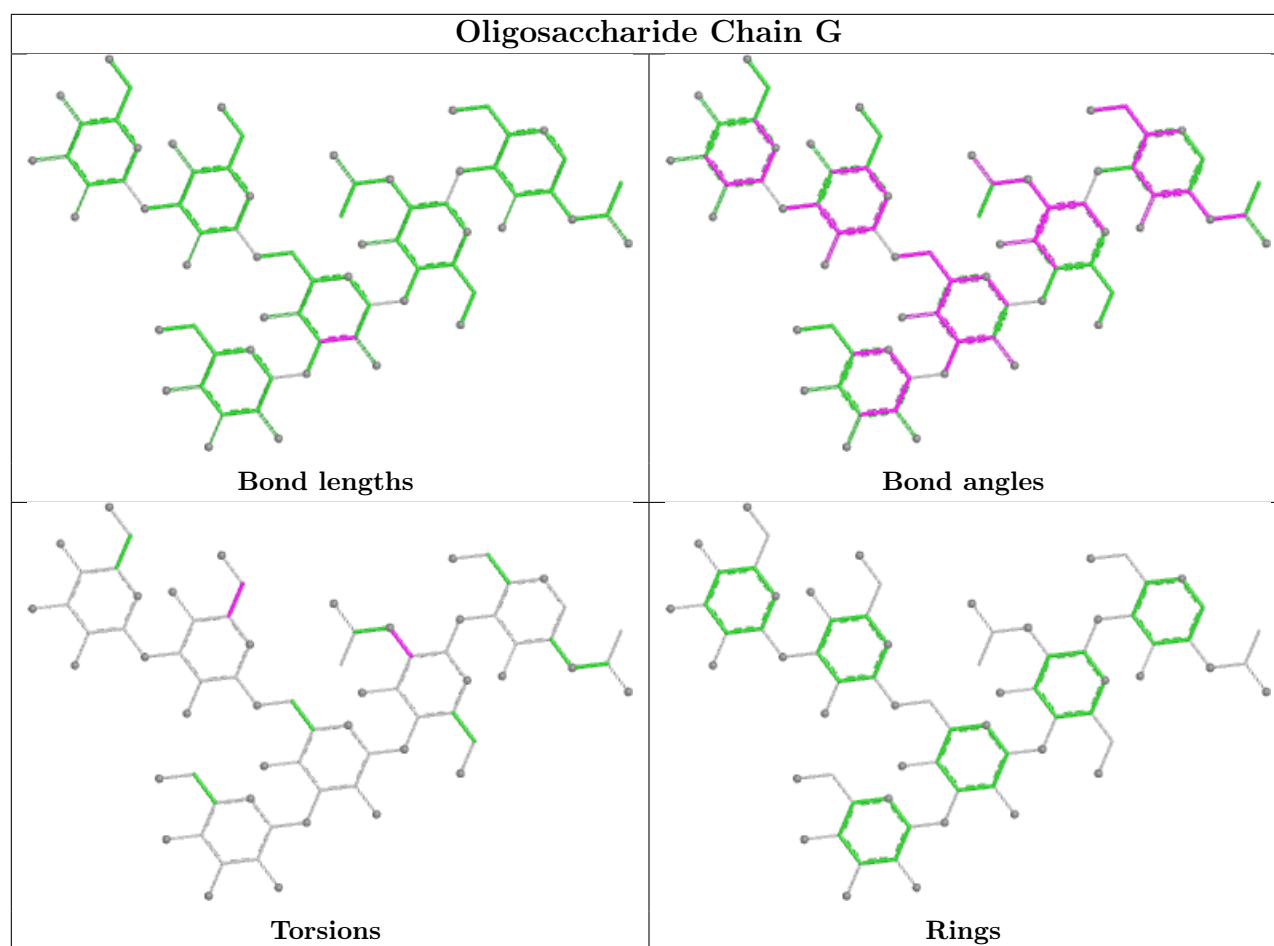 Oligosaccharide Chain G
Bond lengths
Bond angles
Torsions
Rings